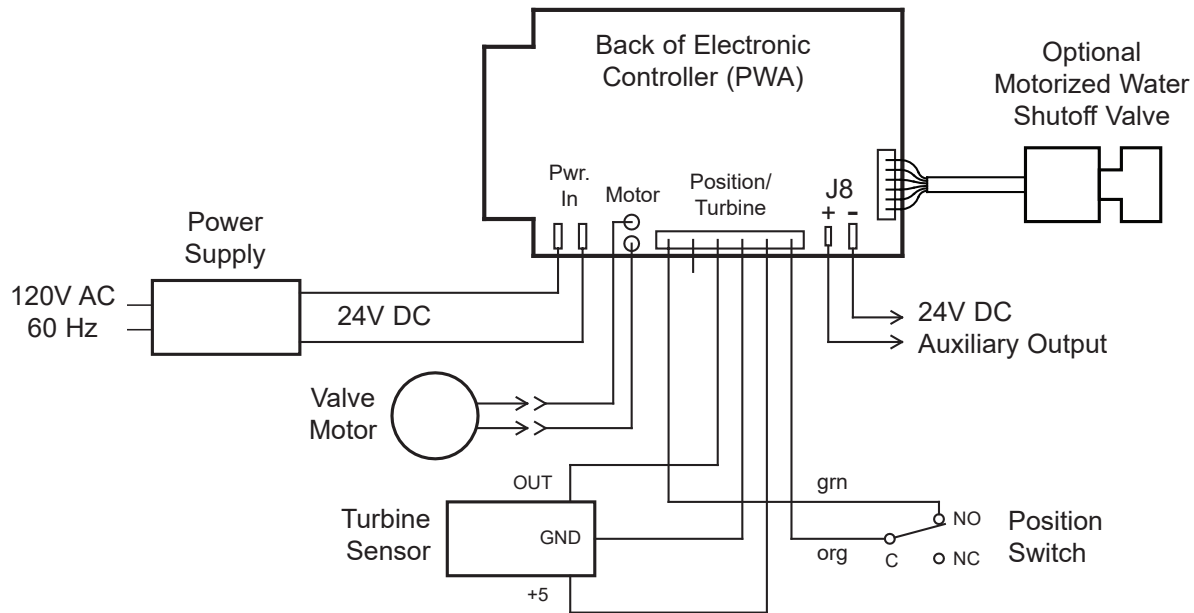 Back of Electronic
Controller (PWA)
Optional
Motorized Water
Shutoff Valve
Pwr.
In
Motor
Position/
Turbine
J8
+ -
Power
Supply
120V AC
60 Hz
24V DC
24V DC
Auxiliary Output
Valve
Motor
OUT
GND
+5
Turbine
Sensor
grn
org
NO
C
NC
Position
Switch